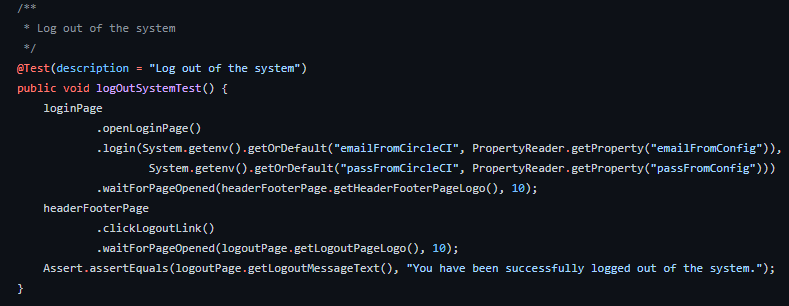 /**
 * Log out of the system
 */
@Test(description = "Log out of the system")
public void logOutSystemTest() {
    loginPage
            .openLoginPage()
            .login(System.getenv().getOrDefault("emailFromCircleCI", PropertyReader.getProperty("emailFromConfig")),
                    System.getenv().getOrDefault("passFromCircleCI", PropertyReader.getProperty("passFromConfig")))
            .waitForPageOpened(headerFooterPage.getHeaderFooterPageLogo(), 10);
    headerFooterPage
            .clickLogoutLink()
            .waitForPageOpened(logoutPage.getLogoutPageLogo(), 10);
    Assert.assertEquals(logoutPage.getLogoutMessageText(), "You have been successfully logged out of the system.");
}